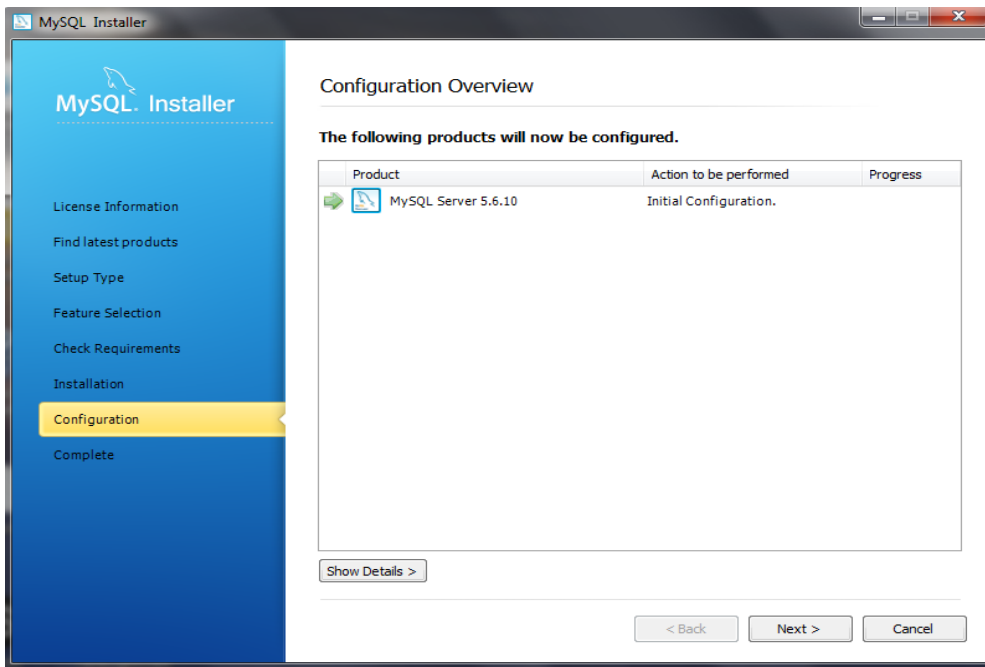 MySQL Installer
MySQL. Installer
License Information
Find latest products
Setup Type
Feature Selection
Check Requirements
Installation
Configuration
Complete
Configuration Overview
The following products will now be configured.
Product Action to be performed Progress
MySQL Server 5.6.10 Initial Configuration.
Show Details >
< Back Next > Cancel